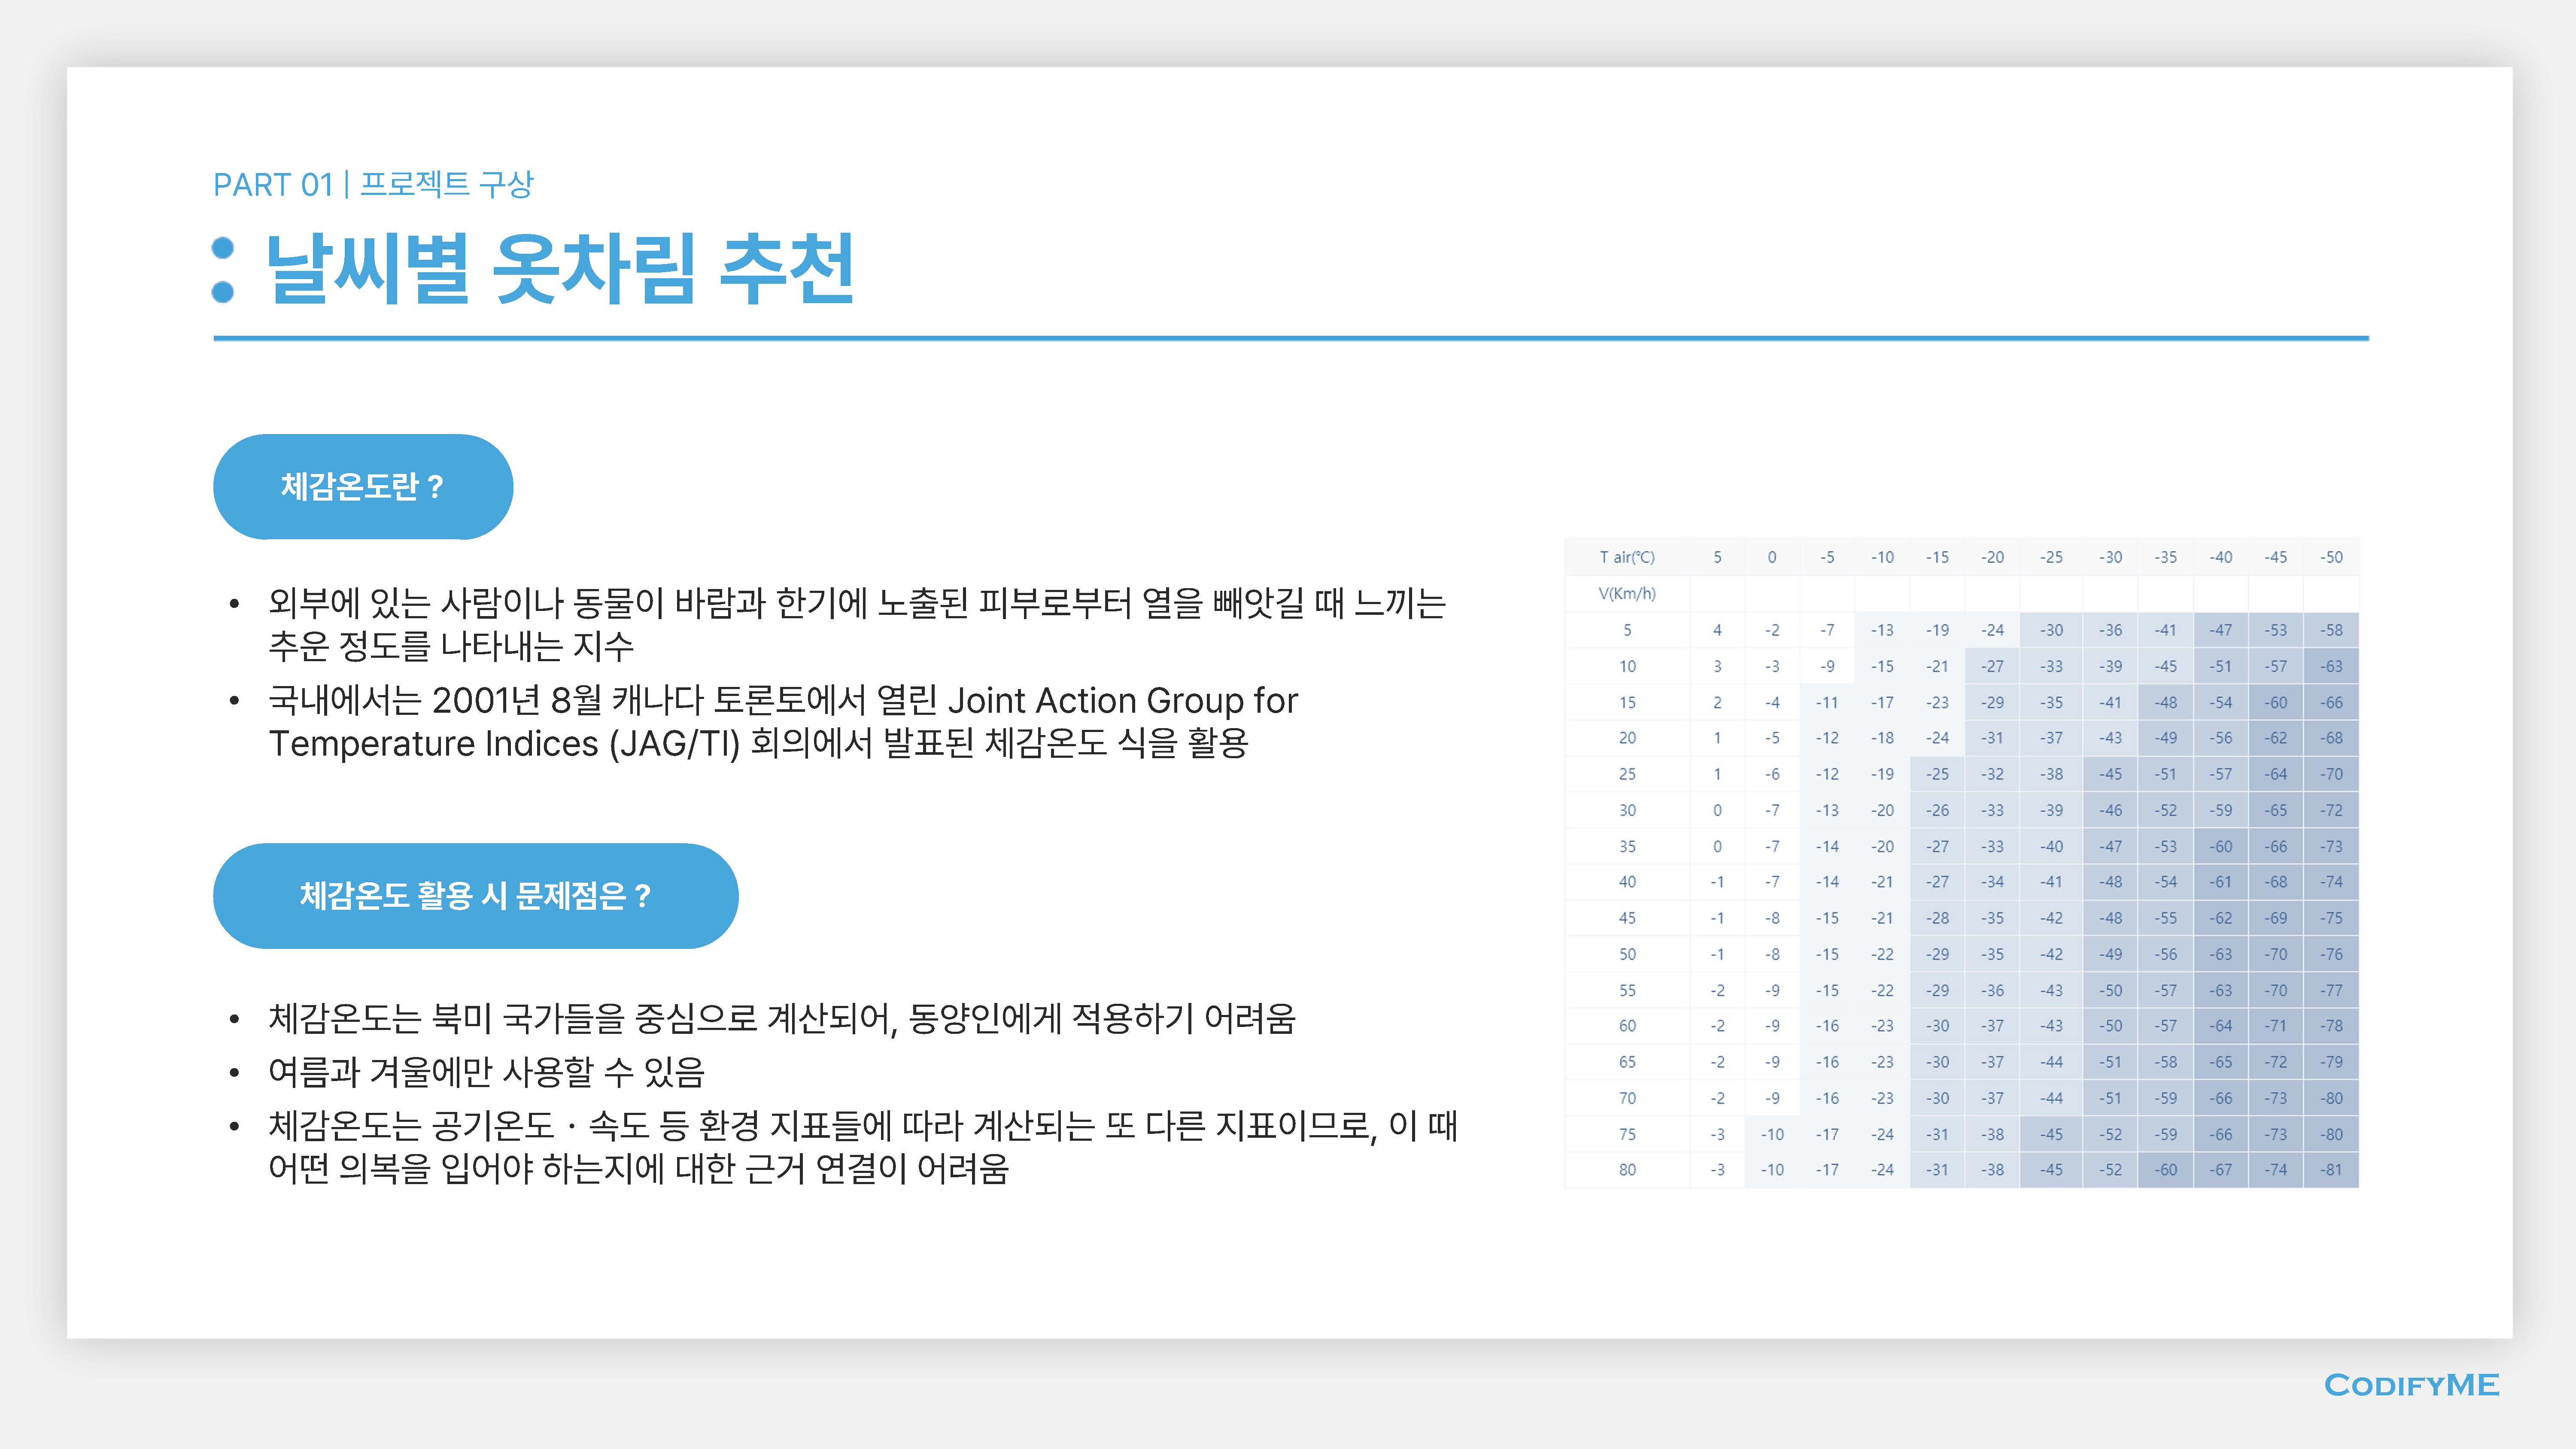 PART 01 | 프로젝트 구상
날씨별 옷차림 추천
체감온도란 ?
• 외부에 있는 사람이나 동물이 바람과 한기에 노출된 피부로부터 열을 빼앗길 때 느끼는
추운 정도를 나타내는 지수
• 국내에서는 2001년 8월 캐나다 토론토에서 열린 Joint Action Group for
Temperature Indices (JAG/TI) 회의에서 발표된 체감온도 식을 활용
체감온도 활용 시 문제점은 ?
• 체감온도는 북미 국가들을 중심으로 계산되어, 동양인에게 적용하기 어려움
• 여름과 겨울에만 사용할 수 있음
• 체감온도는 공기온도 · 속도 등 환경 지표들에 따라 계산되는 또 다른 지표이므로, 이 때
어떤 의복을 입어야 하는지에 대한 근거 연결이 어려움
T air(℃) 5 0 -5 -10 -15 -20 -25 -30 -35 -40 -45 -50
V(Km/h)
5 4 -2 -7 -13 -19 -24 -30 -36 -41 -47 -53 -58
10 3 -3 -9 -15 -21 -27 -33 -39 -45 -51 -57 -63
15 2 -4 -11 -17 -23 -29 -35 -41 -48 -54 -60 -66
20 1 -5 -12 -18 -24 -31 -37 -43 -49 -56 -62 -68
25 1 -6 -12 -19 -25 -32 -38 -45 -51 -57 -64 -70
30 0 -7 -13 -20 -26 -33 -39 -46 -52 -59 -65 -72
35 0 -7 -14 -20 -27 -33 -40 -47 -53 -60 -66 -73
40 -1 -7 -14 -21 -27 -34 -41 -48 -54 -61 -68 -74
45 -1 -8 -15 -21 -28 -35 -42 -48 -55 -62 -69 -75
50 -1 -8 -15 -22 -29 -35 -42 -49 -56 -63 -70 -76
55 -2 -9 -15 -22 -29 -36 -43 -50 -57 -63 -70 -77
60 -2 -9 -16 -23 -30 -37 -43 -50 -57 -64 -71 -78
65 -2 -9 -16 -23 -30 -37 -44 -51 -58 -65 -72 -79
70 -2 -9 -16 -23 -30 -37 -44 -51 -59 -66 -73 -80
75 -3 -10 -17 -24 -31 -38 -45 -52 -59 -66 -73 -80
80 -3 -10 -17 -24 -31 -38 -45 -52 -60 -67 -74 -81
CODIFYME